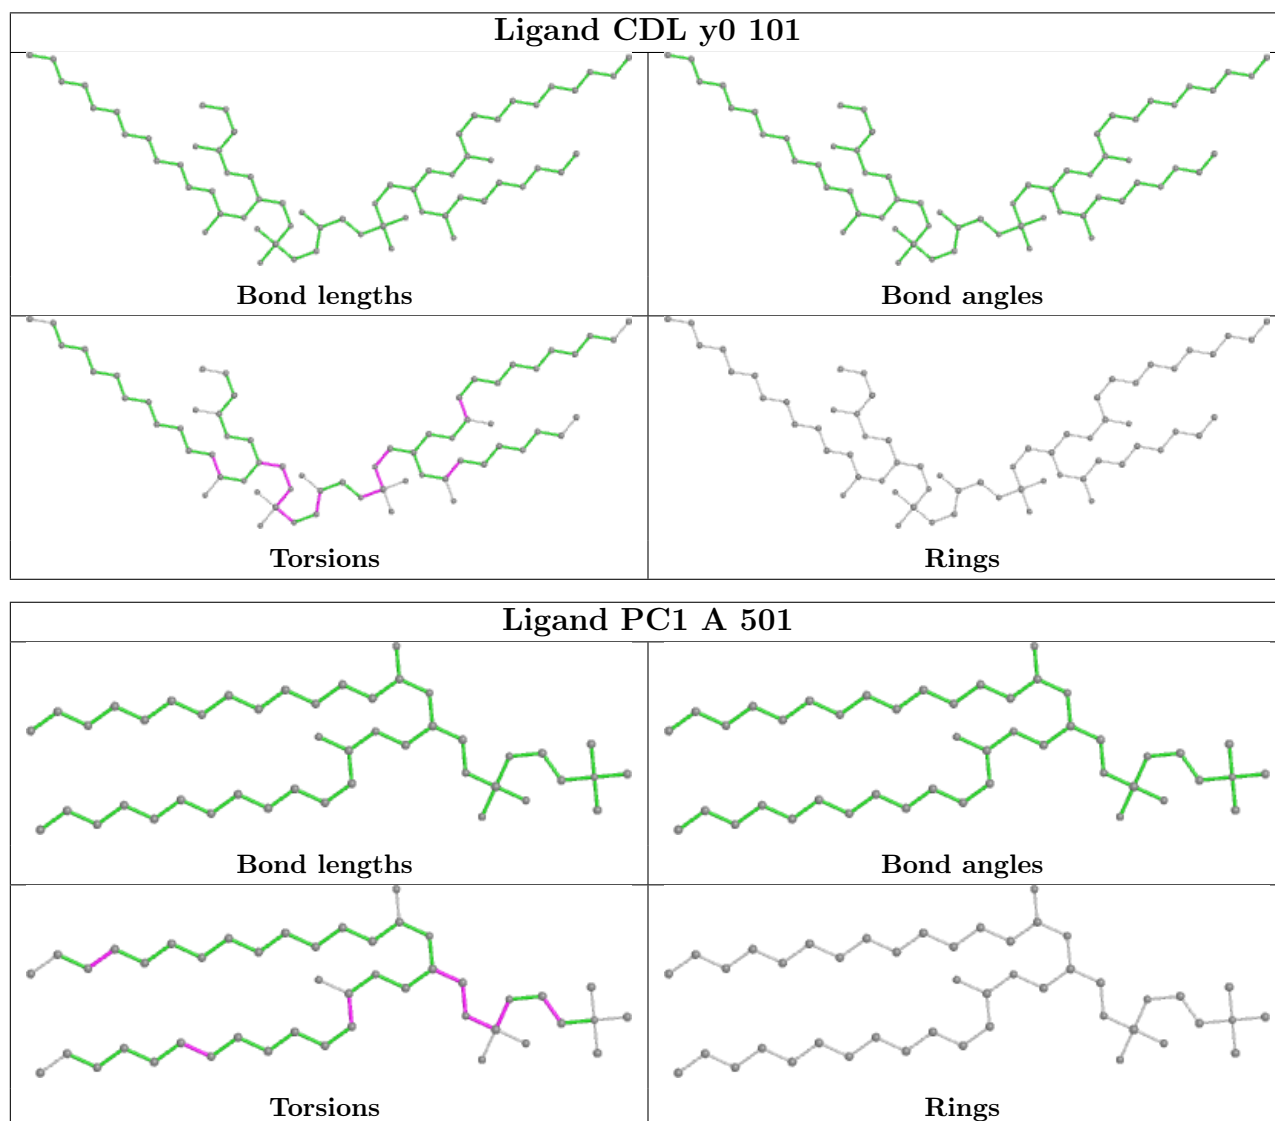 Ligand CDL y0 101
Bond lengths
Bond angles
Torsions
Rings
Ligand PC1 A 501
Bond lengths
Bond angles
Torsions
Rings